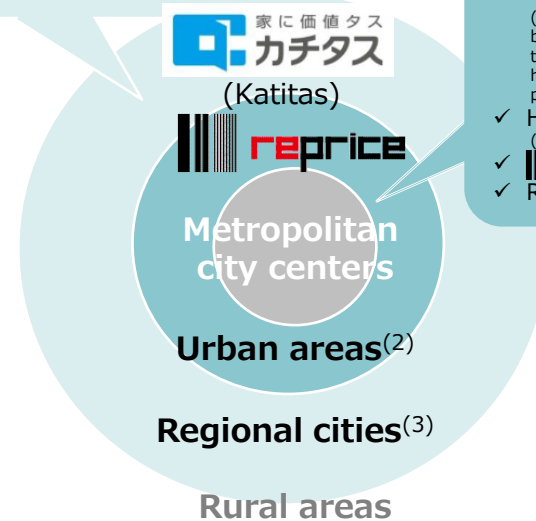 家に価値タス
カチタス
(Katitas)
reprice
Metropolitan
city centers
Urban areas(2)
Regional cities(3)
Rural areas